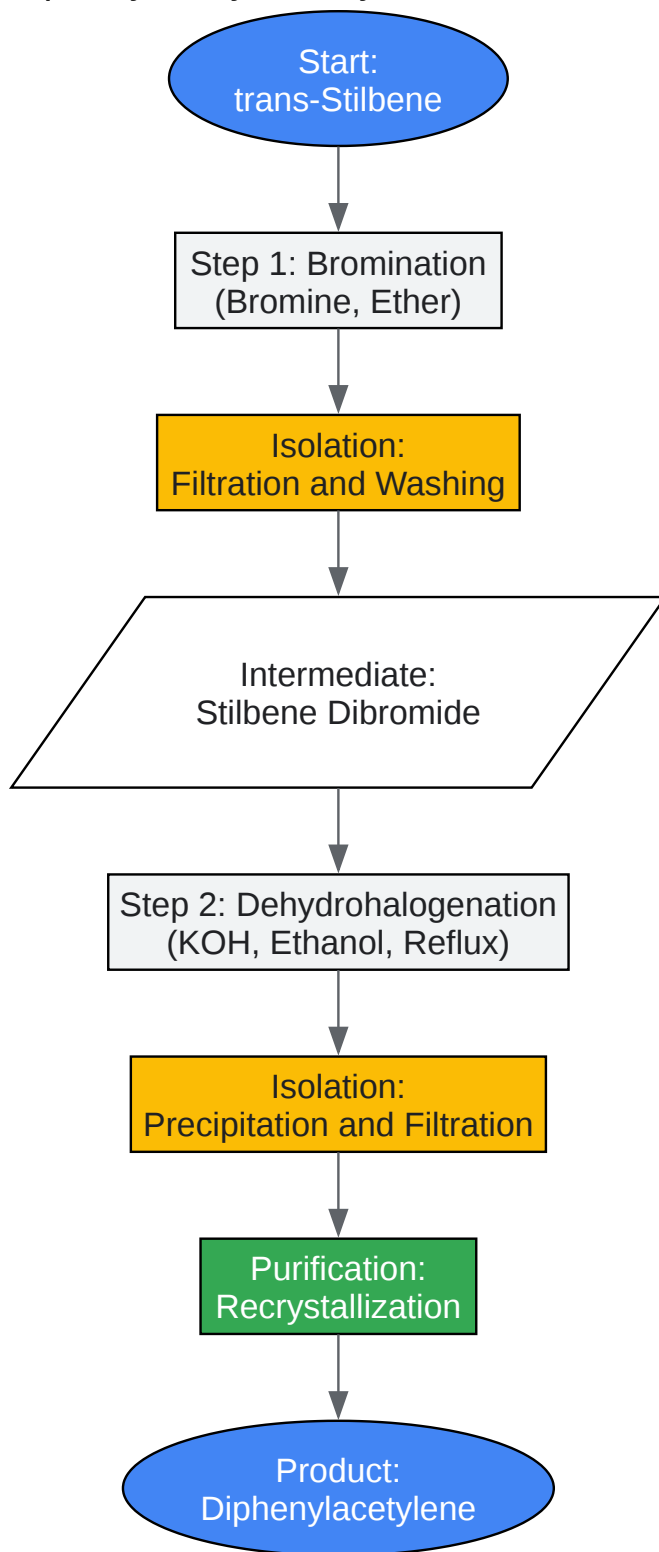 Start:
trans-Stilbene
Step 1: Bromination
(Bromine, Ether)
Isolation:
Filtration and Washing
Intermediate:
Stilbene Dibromide
Step 2: Dehydrohalogenation
(KOH, Ethanol, Reflux)
Isolation:
Precipitation and Filtration
Purification:
Recrystallization
Product:
Diphenylacetylene